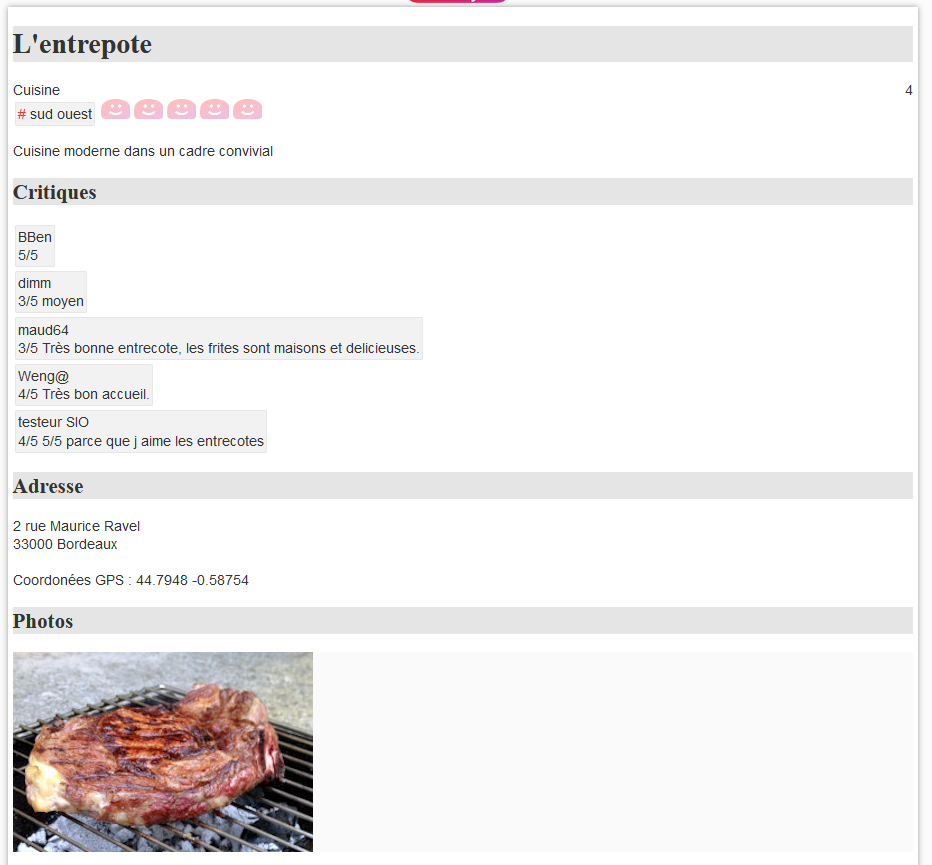 L'entrepote
Cuisine 4
# sud ouest
Cuisine moderne dans un cadre convivial
Critiques
BBen
5/5
dimm
3/5 moyen
maud64
3/5 Très bonne entrecote, les frites sont maisons et delicieuses.
Weng@
4/5 Très bon accueil.
testeur SIO
4/5 5/5 parce que j aime les entrecotes
Adresse
2 rue Maurice Ravel
33000 Bordeaux
Coordonées GPS : 44.7948 -0.58754
Photos